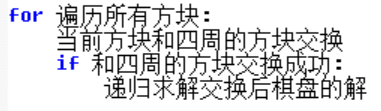 for 遍历所有方块:
当前方块和四周的方块交换
if 和四周的方块交换成功:
递归求解交换后棋盘的解